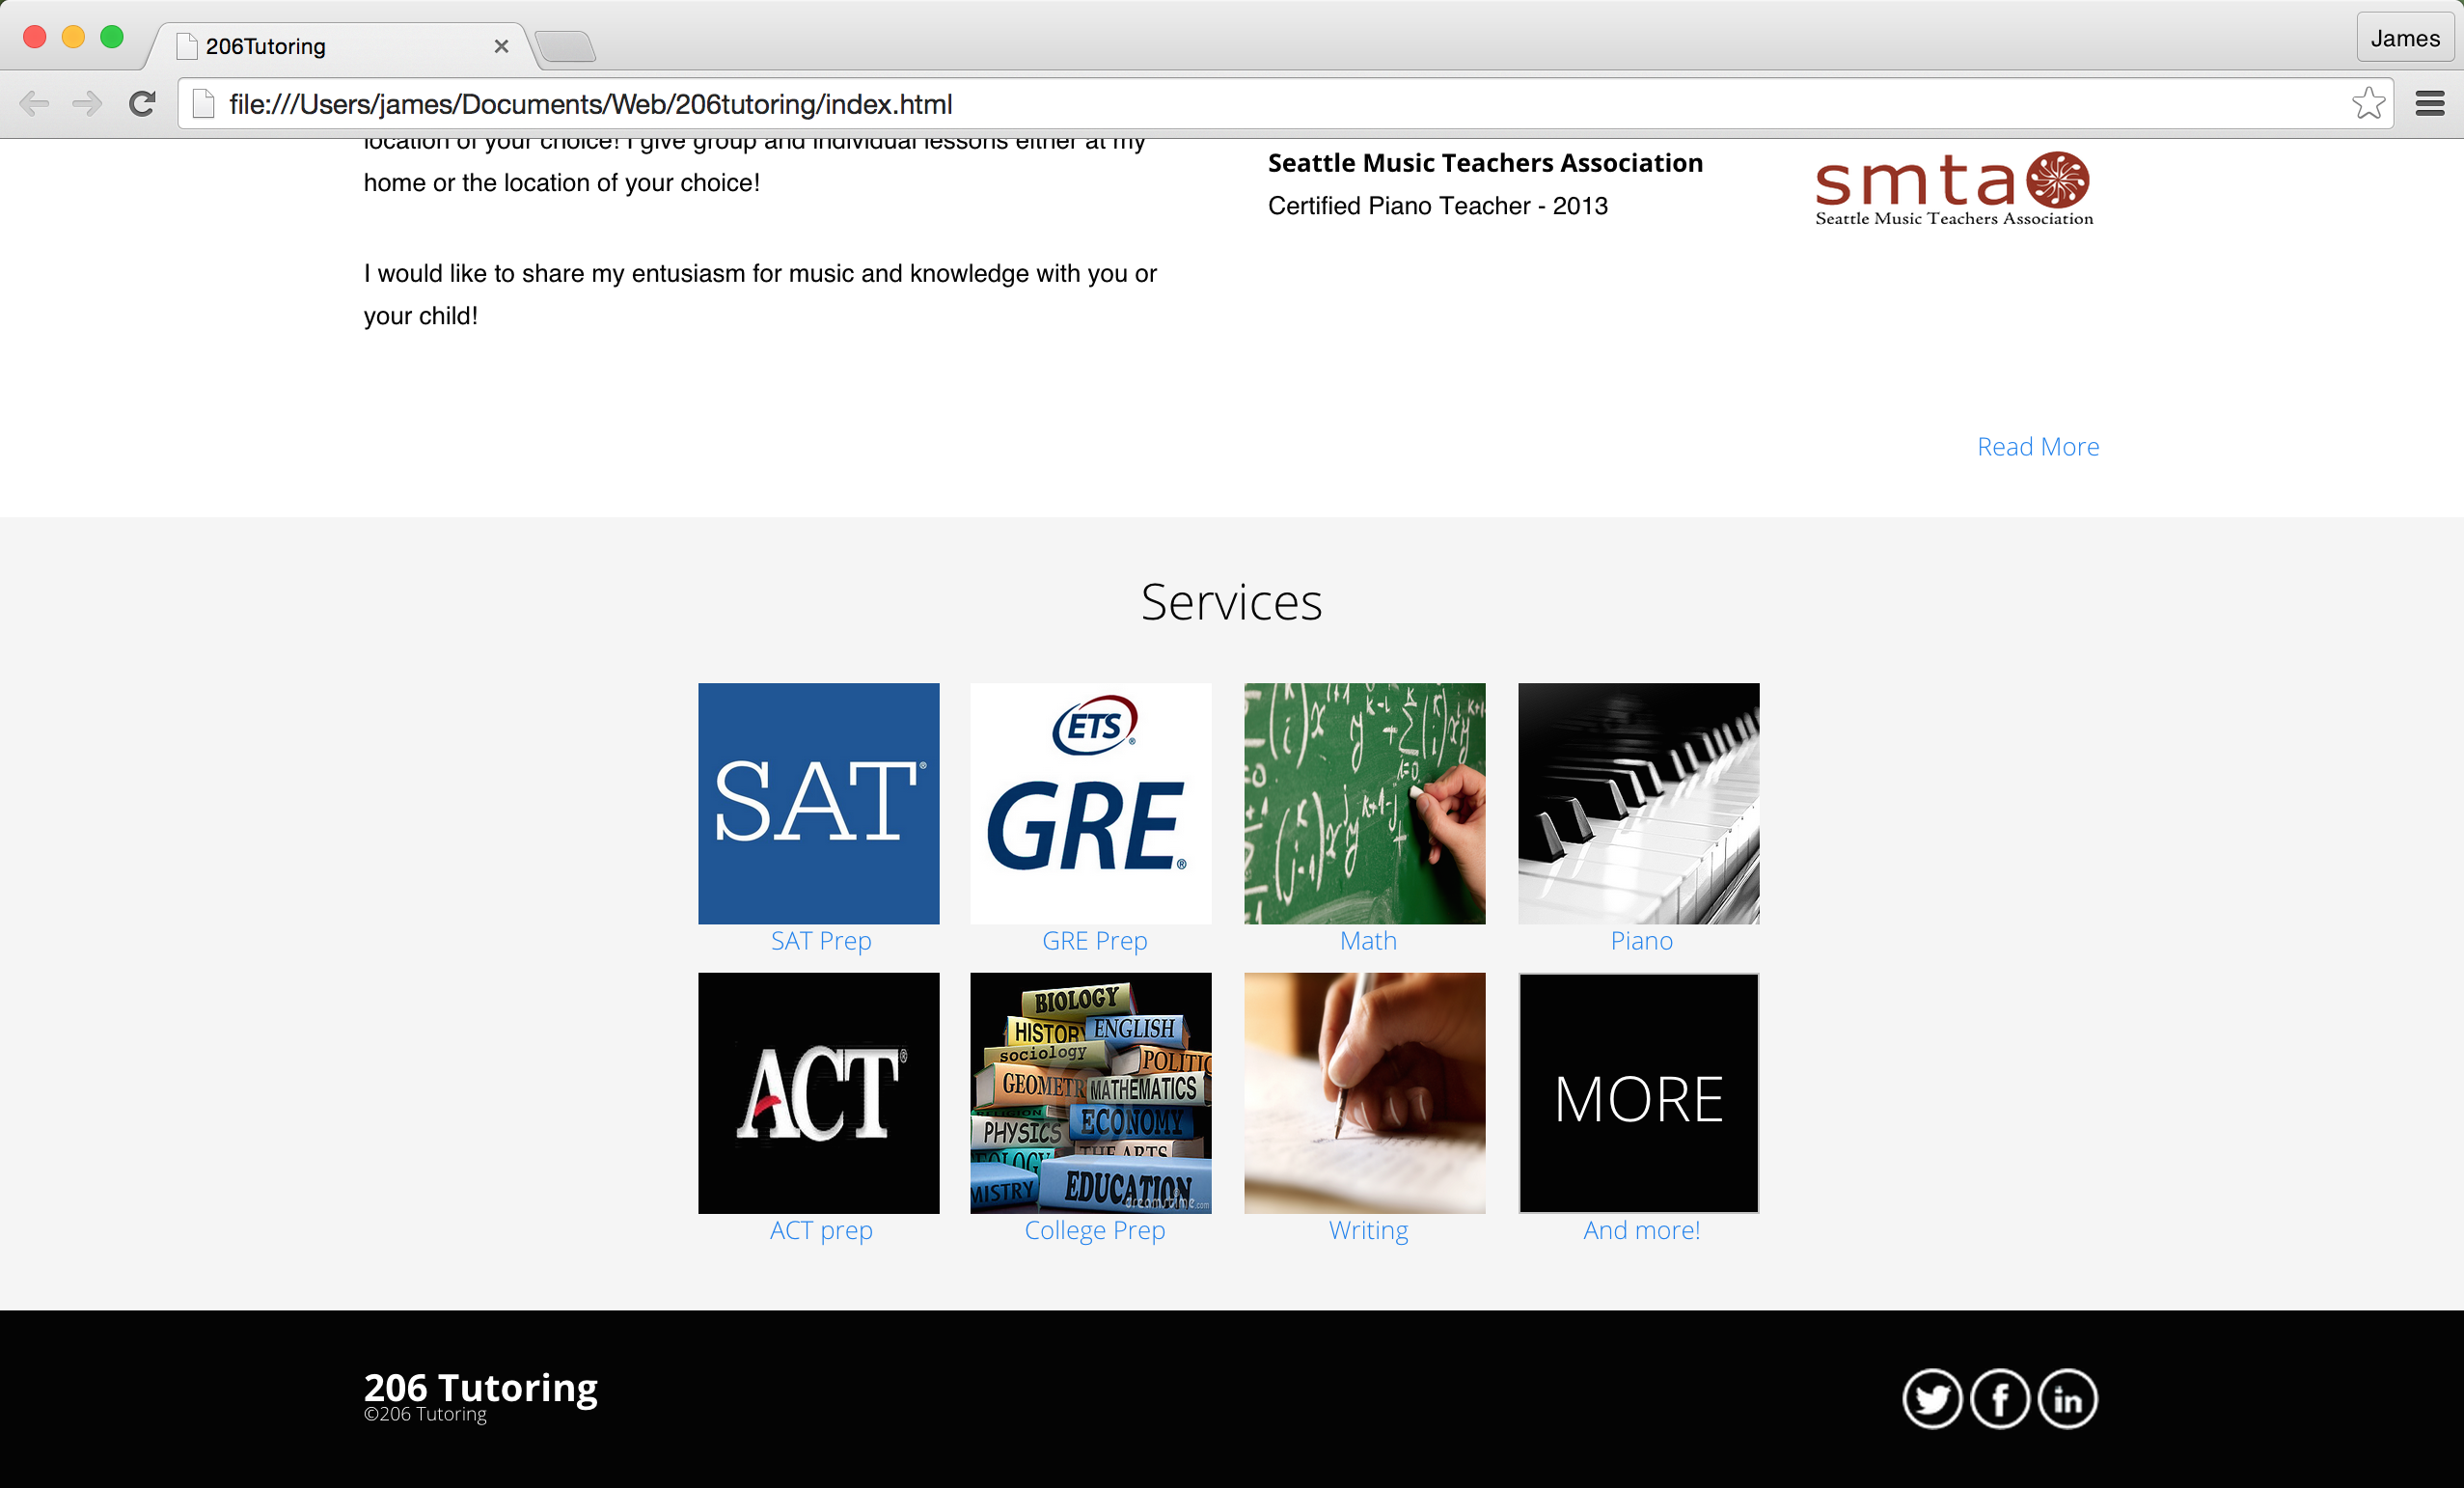 206Tutoring
James
file:///Users/james/Documents/Web/206tutoring/index.html
location of your choice! I give group and individual lessons either at my
home or the location of your choice!
I would like to share my entusiasm for music and knowledge with you or
your child!
Seattle Music Teachers Association
Certified Piano Teacher - 2013
smta
Seattle Music Teachers Association
Read More
Services
SAT®
ETS®
GRE®
SAT Prep
GRE Prep
Math
Piano
ACT®
BIOLOGY
HISTORY
ENGLISH
sociology
POLITIC
GEOMETR
MATHEMATICS
ECONOMY
PHYSICS
THE ARTS
EDUCATION
MISTRY
dreamstime.com
MORE
ACT prep
College Prep
Writing
And more!
206 Tutoring
©206 Tutoring
in